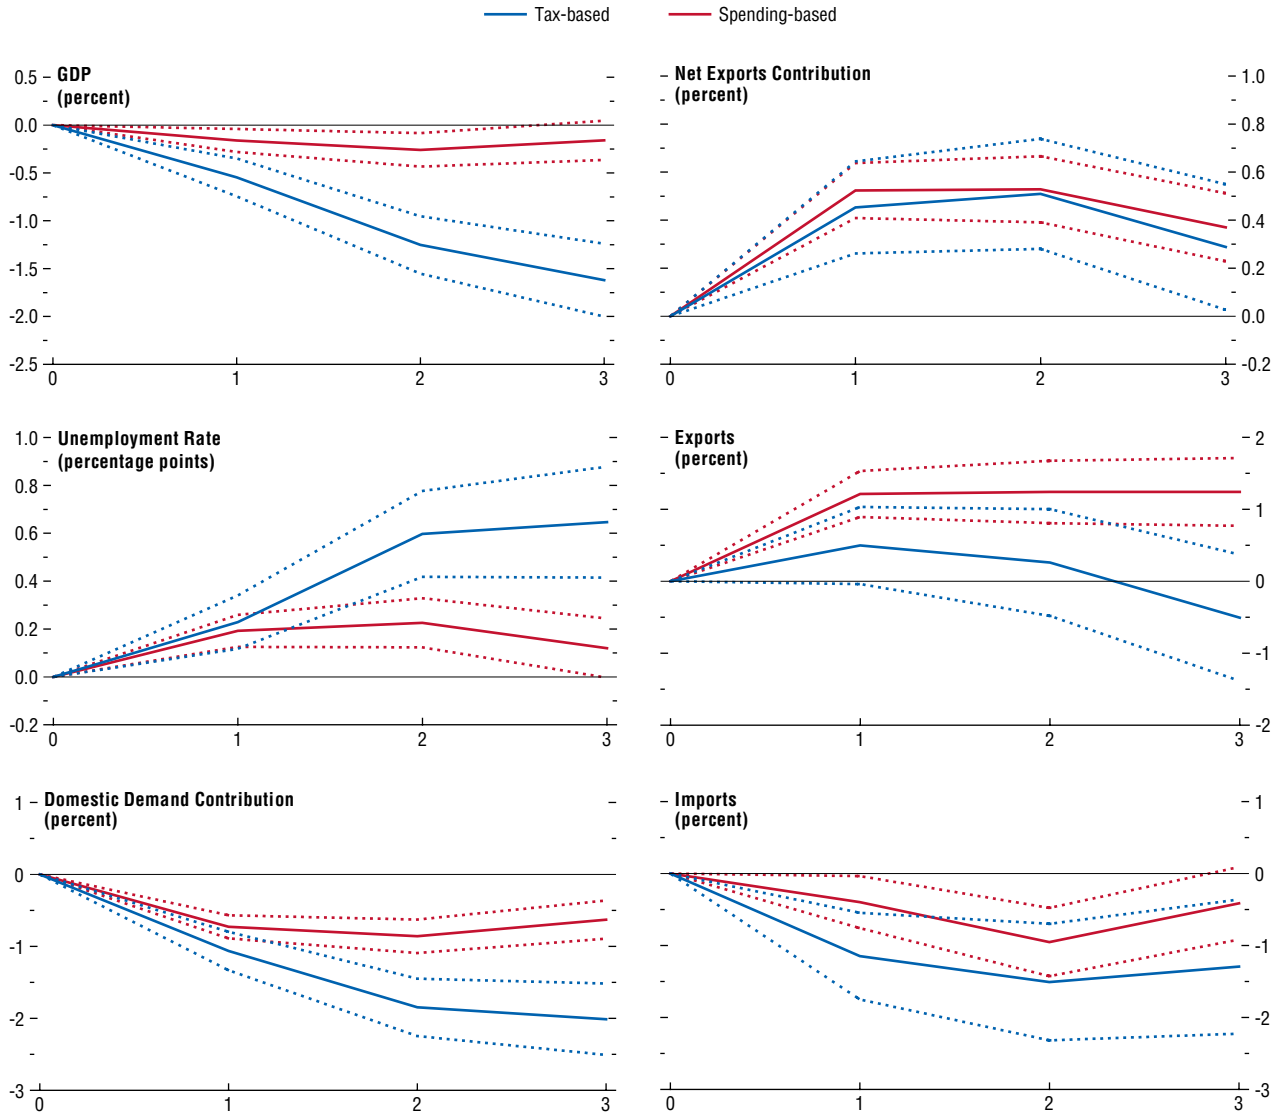 Tax-based
Spending-based
GDP
(percent)
0.5
0.0
-0.5
-1.0
-1.5
-2.0
-2.5
0 1 2 3
Net Exports Contribution
(percent)
1.0
0.8
0.6
0.4
0.2
0.0
-0.2
0 1 2 3
Unemployment Rate
(percentage points)
1.0
0.8
0.6
0.4
0.2
0.0
-0.2
0 1 2 3
Exports
(percent)
2
1
0
-1
-2
0 1 2 3
Domestic Demand Contribution
(percent)
1
0
-1
-2
-3
0 1 2 3
Imports
(percent)
1
0
-1
-2
-3
0 1 2 3